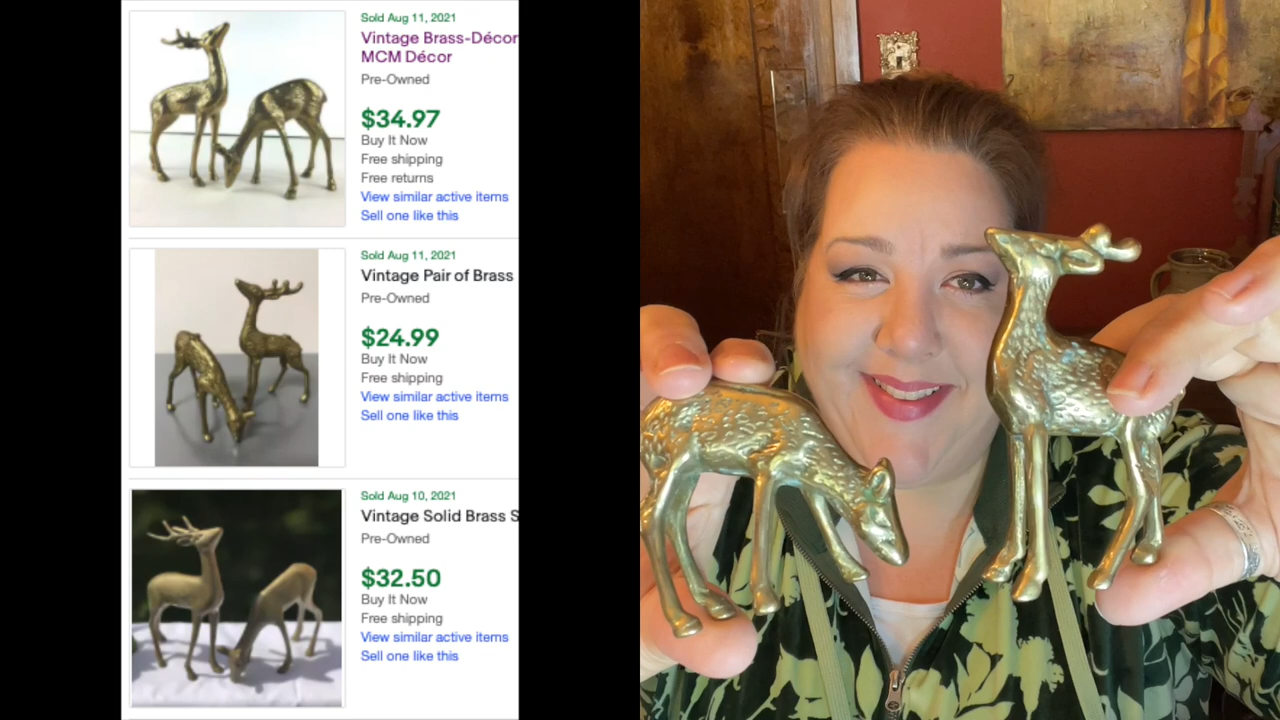 Sold Aug 11, 2021
Vintage Brass-Décor
MCM Décor
Pre-Owned
$34.97
Buy It Now
Free shipping
Free returns
View similar active items
Sell one like this
Sold Aug 11, 2021
Vintage Pair of Brass
Pre-Owned
$24.99
Buy It Now
Free shipping
View similar active items
Sell one like this
Sold Aug 10, 2021
Vintage Solid Brass S
Pre-Owned
$32.50
Buy It Now
Free shipping
View similar active items
Sell one like this